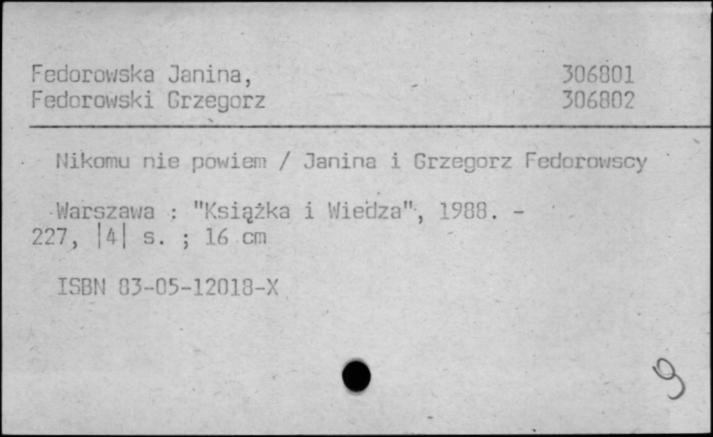 Fedorowska Janina, 306801
Fedorowski Grzegorz 306802
Nikomu nie powiem / Janina i Grzegorz Fedorowscy
Warszawa : "Książka i Wiedza", 1988. -
227, |4| s. ; 16 cm
ISBN 83-05-12018-X
9